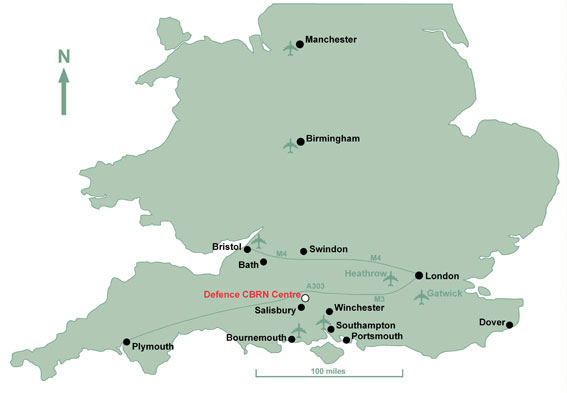 Manchester
N
Birmingham
Bristol
M4
Swindon
M4
Bath
Heathrow
London
Defence CBRN Centre
A303
M3
Gatwick
Salisbury
Winchester
Southampton
Dover
Bournemouth
Portsmouth
Plymouth
100 miles